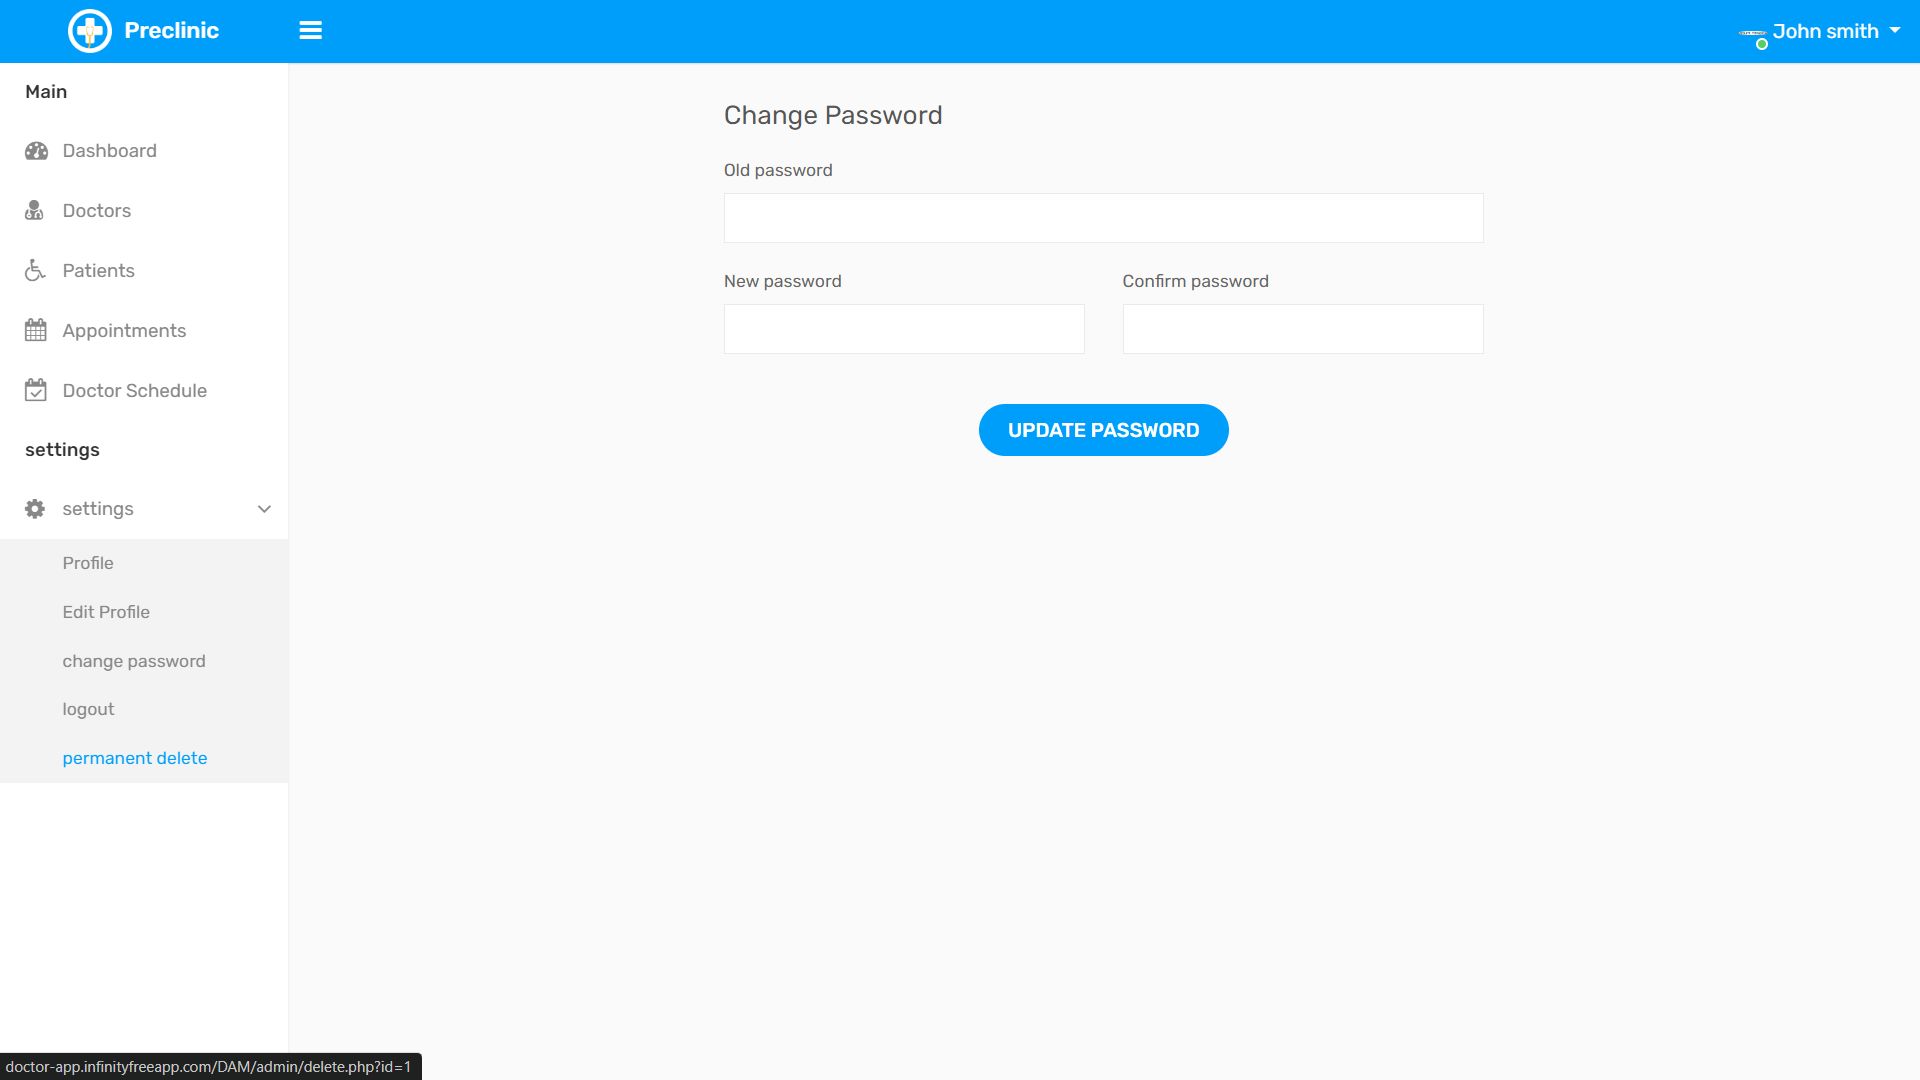 Preclinic
John smith
Main
Dashboard
Doctors
Patients
Appointments
Doctor Schedule
settings
settings
Profile
Edit Profile
change password
logout
permanent delete
Change Password
Old password
New password
Confirm password
UPDATE PASSWORD
doctor-app.infinityfreeapp.com/DAM/admin/delete.php?id=1